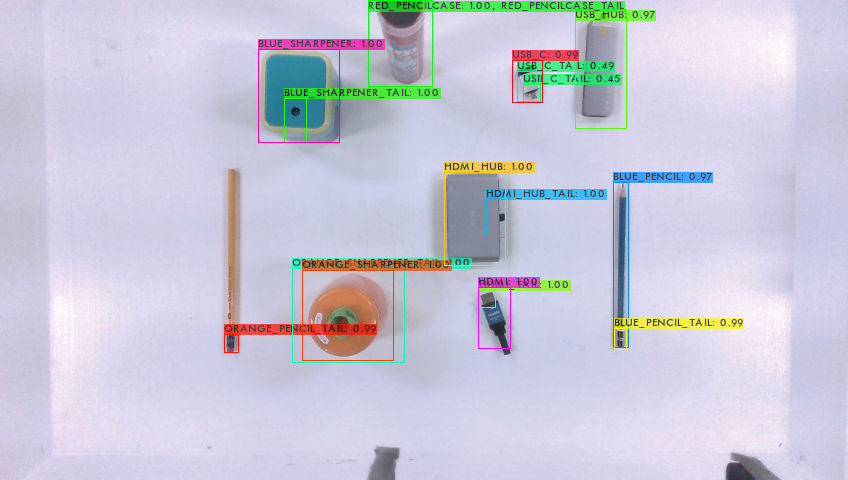 RED_PENCILCASE: 1.00, RED_PENCILCASE_TAIL
USB_HUB: 0.97
BLUE_SHARPENER: 1.00
USB_C: 0.99
USB_C_TAIL: 0.49
USB_C_TAIL: 0.45
BLUE_SHARPENER_TAIL: 1.00
HDMI_HUB: 1.00
BLUE_PENCIL: 0.97
HDMI_HUB_TAIL: 1.00
ORANGE_SHARPENER: 1.00
HDMI: 1.00
BLUE_PENCIL_TAIL: 0.99
ORANGE_PENCIL_TAIL: 0.99